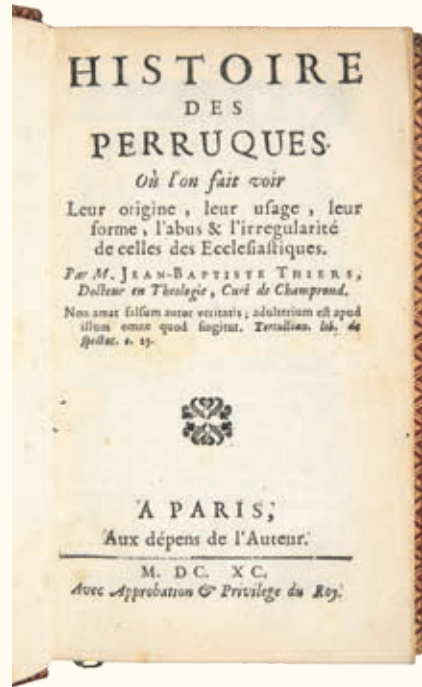 HISTOIRE
DES
PERRUQUES.
Où l'on fait voir
Leur origine, leur usage, leur
forme, l'abus & l'irregularité
de celles des Ecclesiastiques.
Par M. JEAN-BAPTISTE THIERS,
Docteur en Theologie, Curé de Champrond.
Non amat falsum autor veritatis; adulterium est apud
illum omne quod fingitur. Tertullian. lib. de
spectac. c. 23.
A PARIS,
Aux dépens de l'Auteur.
M. DC. XC.
Avec Approbation & Privilege du Roy.